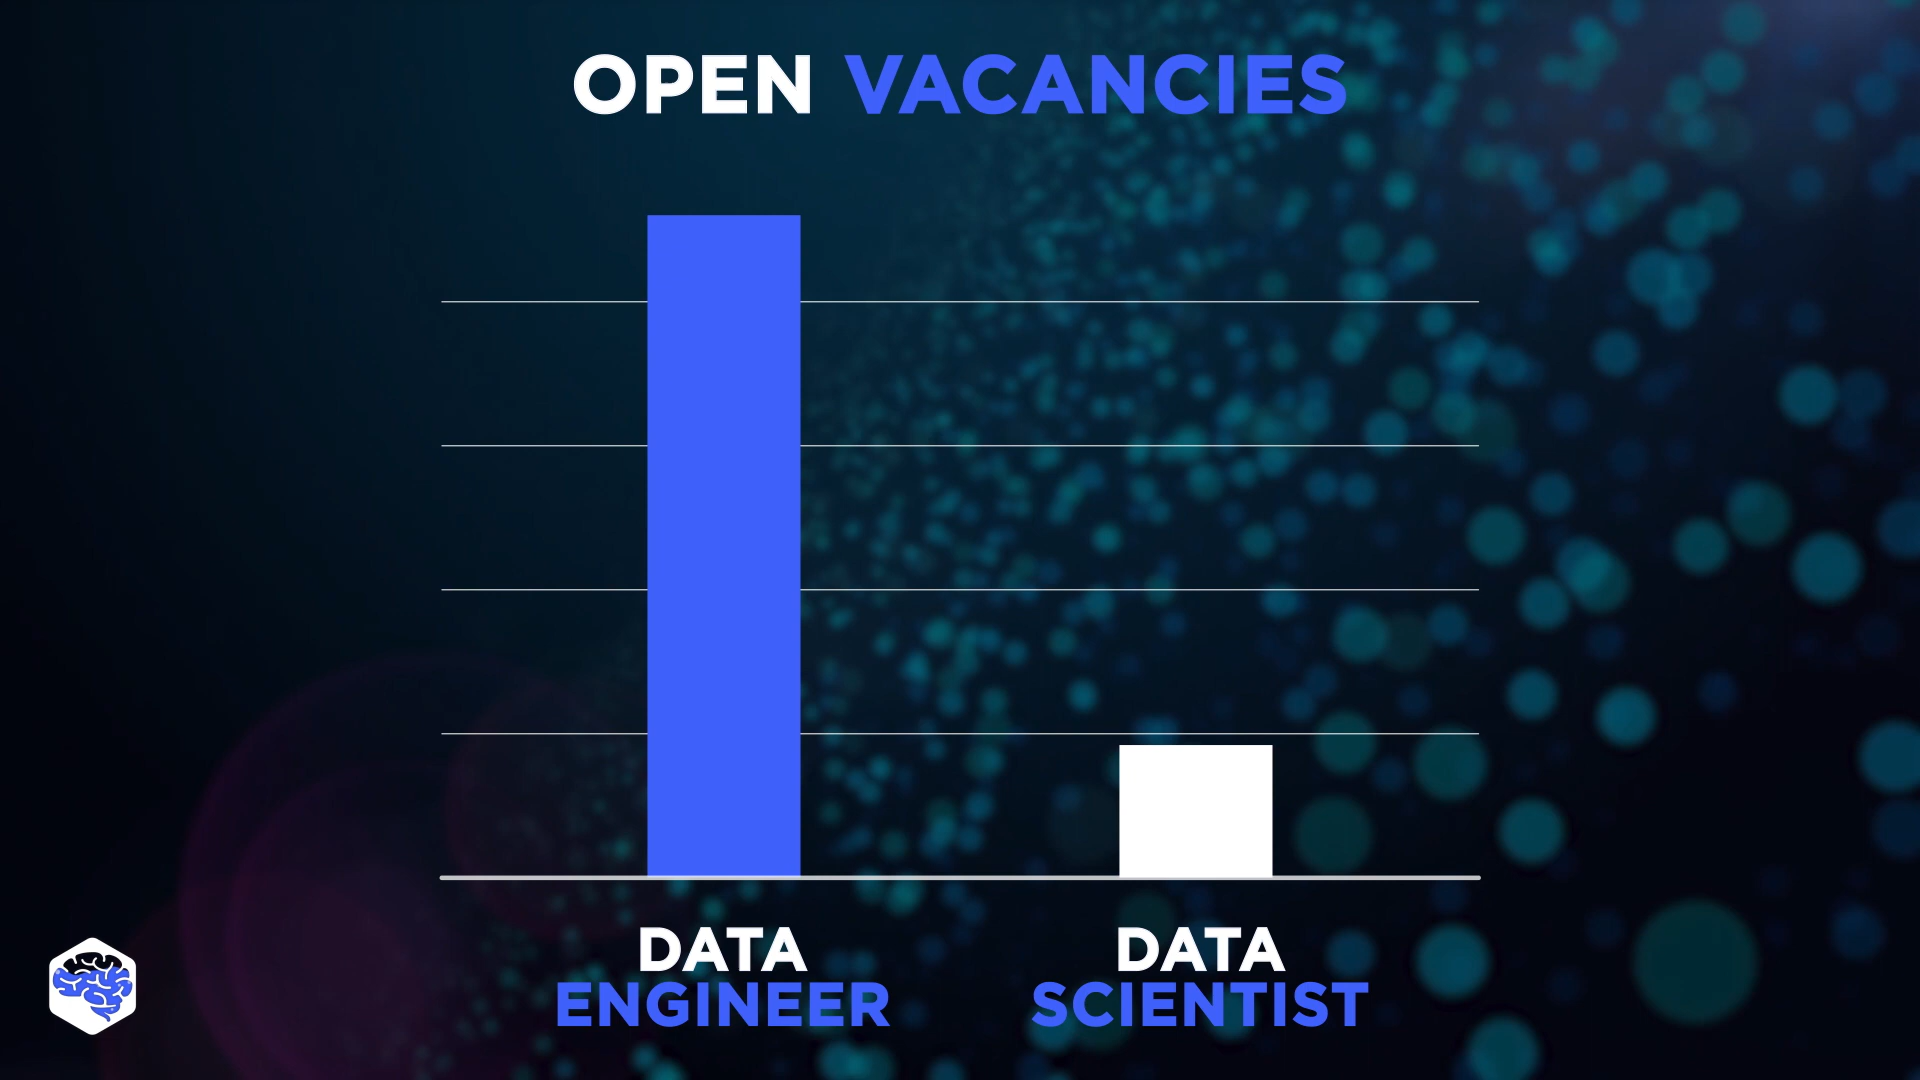 OPEN VACANCIES
DATA
ENGINEER
DATA
SCIENTIST